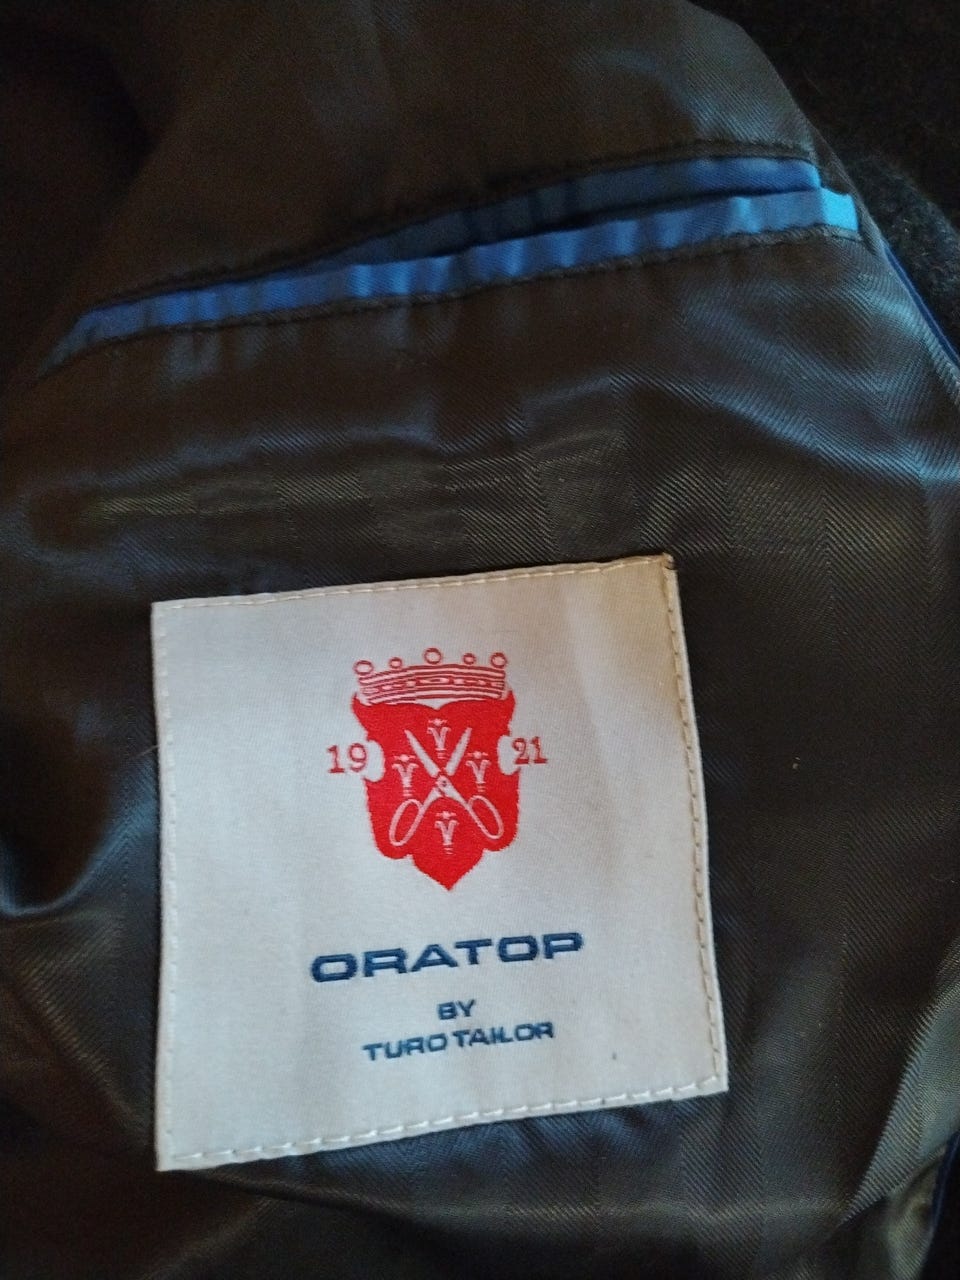 19 21
ORATOP
BY
TURO TAILOR